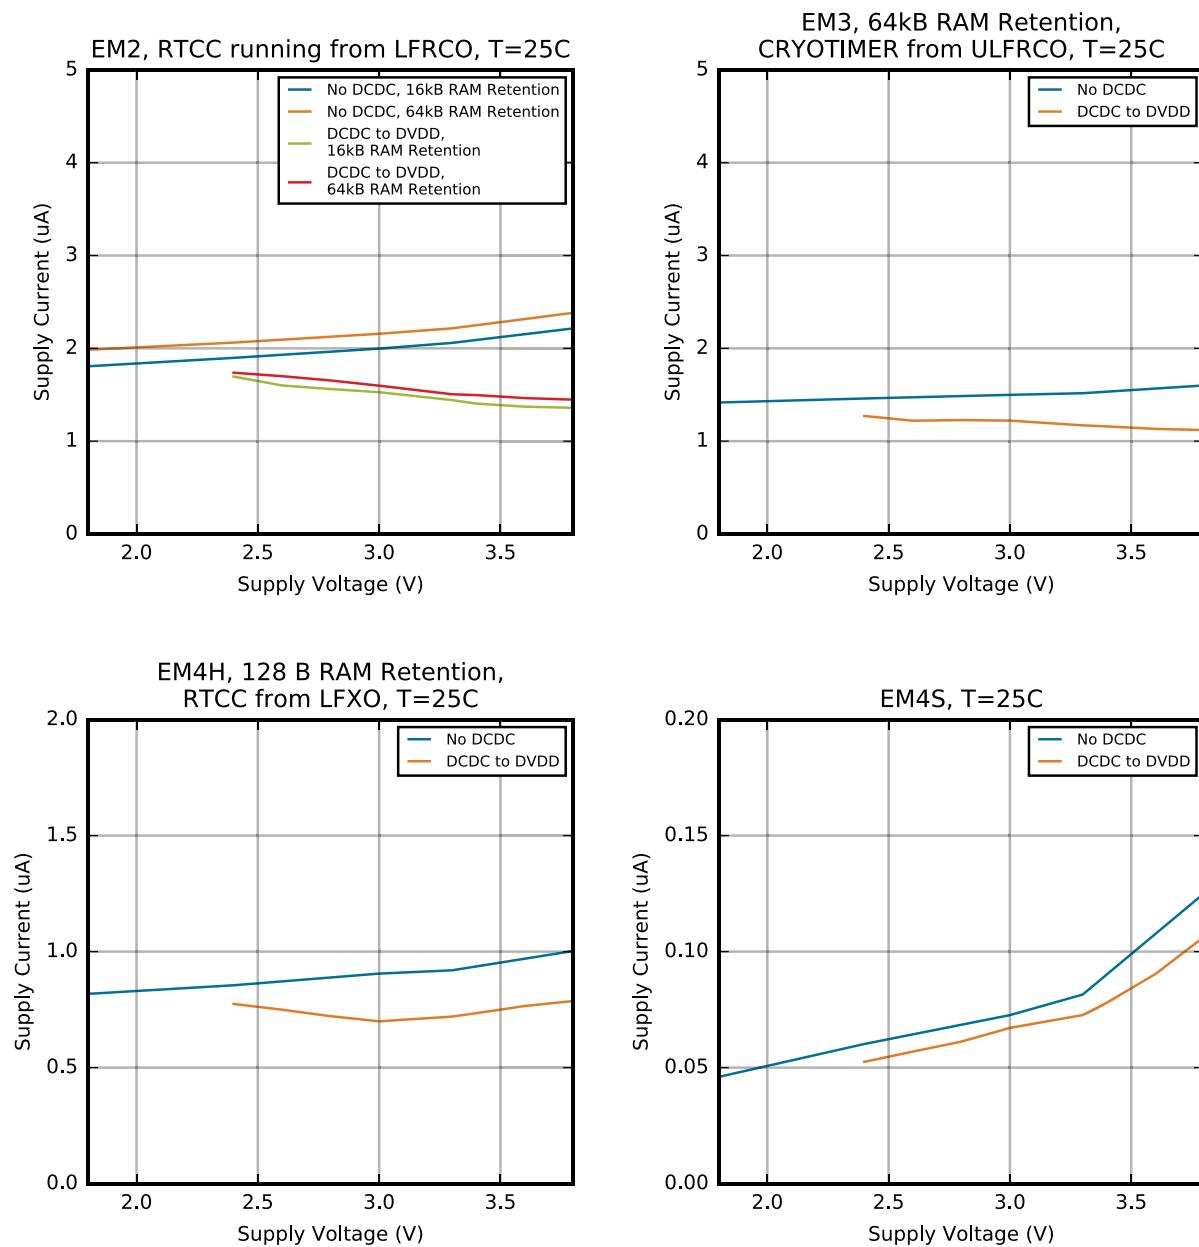 EM2, RTCC running from LFRCO, T=25C
No DCDC, 16kB RAM Retention
No DCDC, 64kB RAM Retention
DCDC to DVDD,
16kB RAM Retention
DCDC to DVDD,
64kB RAM Retention
5
4
3
2
1
0
Supply Current (uA)
2.0
2.5
3.0
3.5
Supply Voltage (V)
EM3, 64kB RAM Retention,
CRYOTIMER from ULFRCO, T=25C
No DCDC
DCDC to DVDD
5
4
3
2
1
0
Supply Current (uA)
2.0
2.5
3.0
3.5
Supply Voltage (V)
EM4H, 128 B RAM Retention,
RTCC from LFXO, T=25C
No DCDC
DCDC to DVDD
2.0
1.5
1.0
0.5
0.0
Supply Current (uA)
2.0
2.5
3.0
3.5
Supply Voltage (V)
EM4S, T=25C
No DCDC
DCDC to DVDD
0.20
0.15
0.10
0.05
0.00
Supply Current (uA)
2.0
2.5
3.0
3.5
Supply Voltage (V)